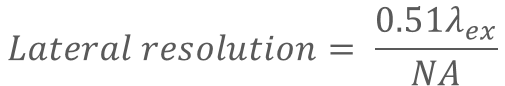 Lateral resolution = 0.51λex / NA